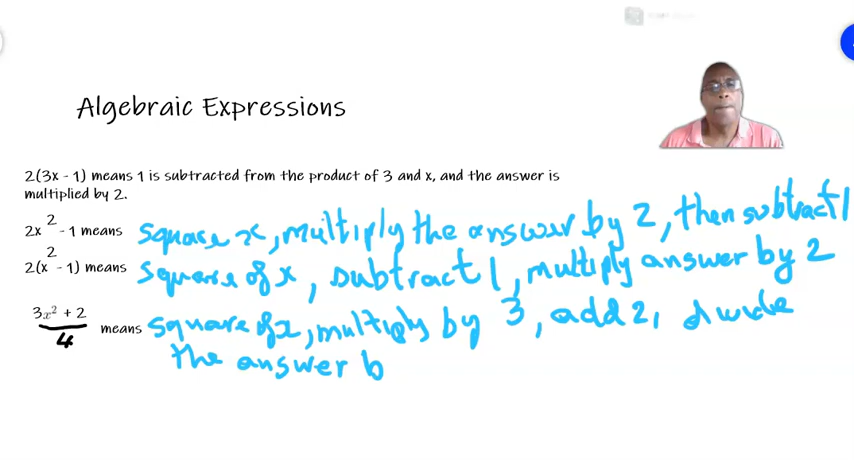 Algebraic Expressions
2(3x - 1) means 1 is subtracted from the product of 3 and x, and the answer is
multiplied by 2.
2x² - 1 means square x, multiply the answer by 2, then subtract 1
2(x² - 1) means square of x, subtract 1, multiply answer by 2
3x² + 2
4
means square of x, multiply by 3, add 2, divide
the answer b